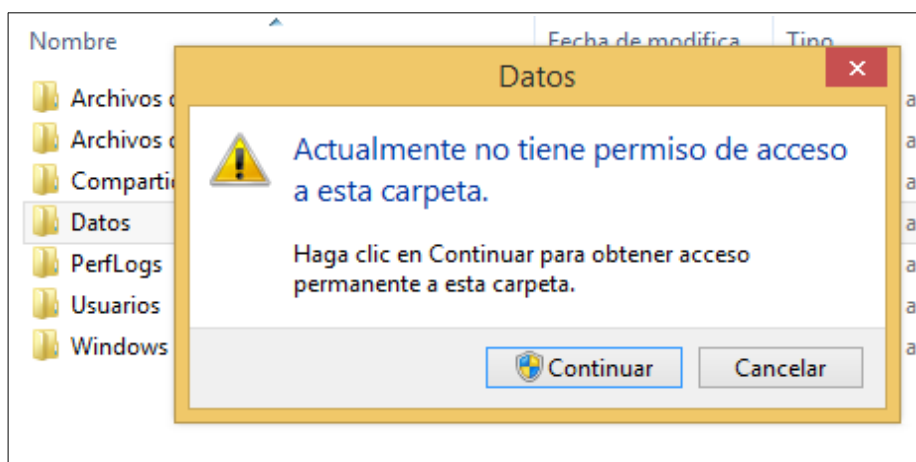 Nombre Fecha de modifica Tipo
Datos
Archivos
Archivos
Actualmente no tiene permiso de acceso
a esta carpeta.
Datos
PerfLogs
Haga clic en Continuar para obtener acceso
permanente a esta carpeta.
Usuarios
Windows
Continuar Cancelar